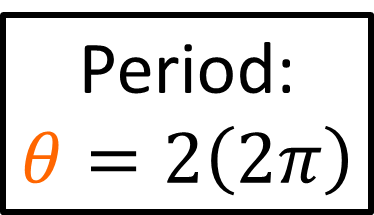 Period:
θ = 2(2π)